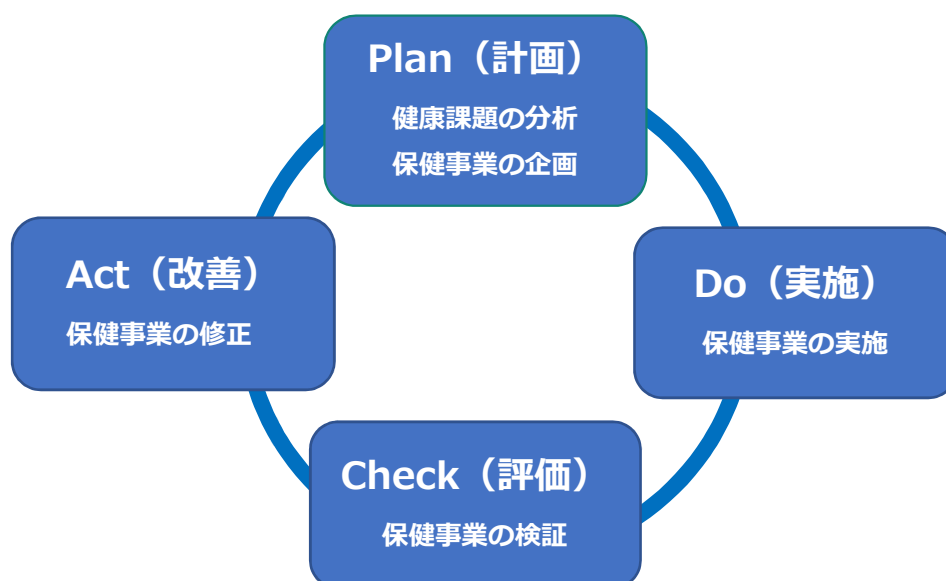 Plan（計画）
健康課題の分析
保健事業の企画
Do（実施）
保健事業の実施
Check（評価）
保健事業の検証
Act（改善）
保健事業の修正